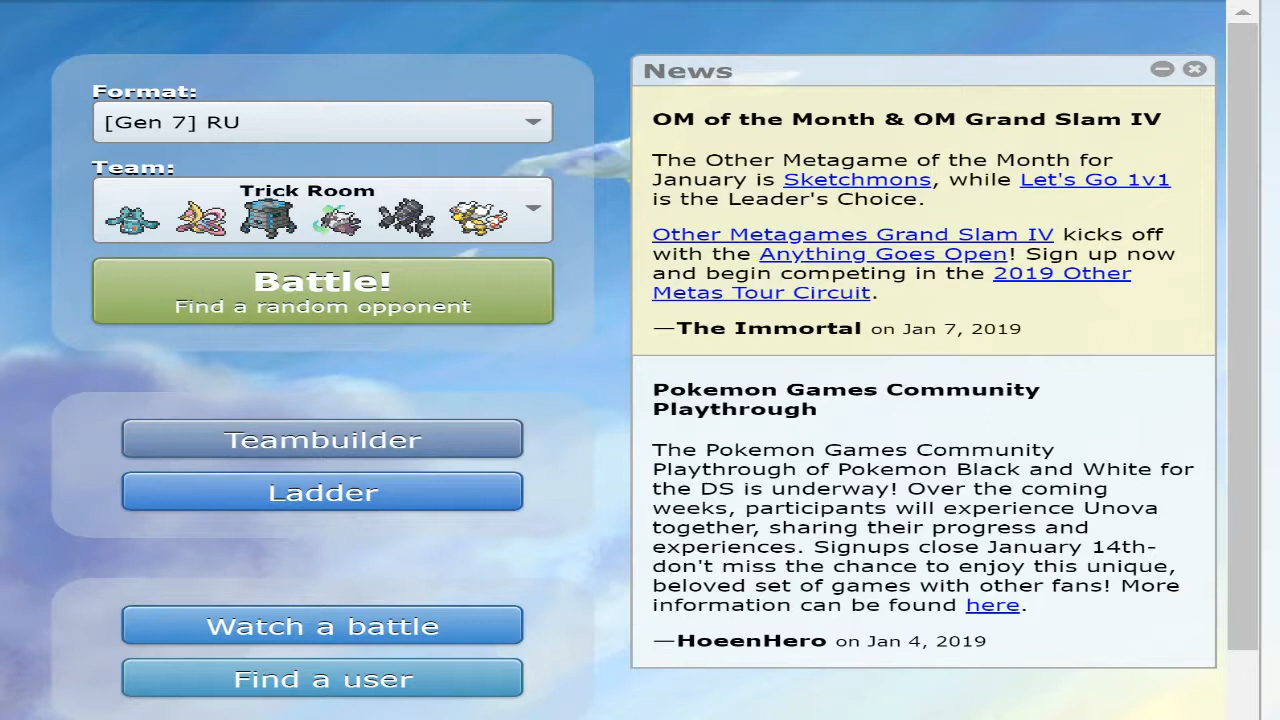 Format:
[Gen 7] RU
Team:
Trick Room
Battle!
Find a random opponent
Teambuilder
Ladder
Watch a battle
Find a user
News
OM of the Month & OM Grand Slam IV
The Other Metagame of the Month for
January is Sketchmons, while Let's Go 1v1
is the Leader's Choice.
Other Metagames Grand Slam IV kicks off
with the Anything Goes Open! Sign up now
and begin competing in the 2019 Other
Metas Tour Circuit.
—The Immortal on Jan 7, 2019
Pokemon Games Community
Playthrough
The Pokemon Games Community
Playthrough of Pokemon Black and White for
the DS is underway! Over the coming
weeks, participants will experience Unova
together, sharing their progress and
experiences. Signups close January 14th-
don't miss the chance to enjoy this unique,
beloved set of games with other fans! More
information can be found here.
—HoeenHero on Jan 4, 2019